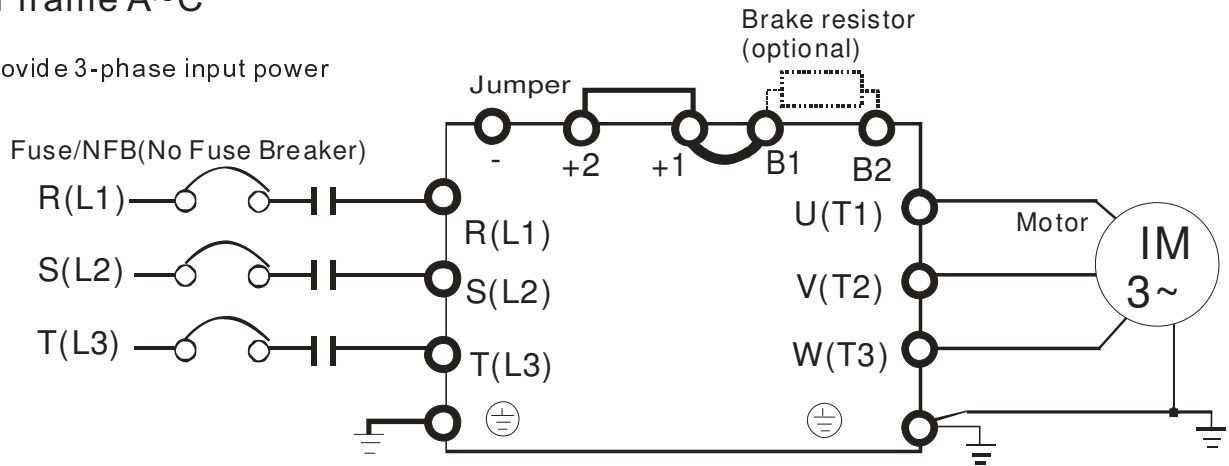 frame A~C
Brake resistor
(optional)
ovide 3-phase input power
Jumper
Fuse/NFB(No Fuse Breaker)
-
+2
+1
B1
B2
R(L1)
R(L1)
U(T1)
Motor
IM
3~
S(L2)
S(L2)
V(T2)
T(L3)
T(L3)
W(T3)